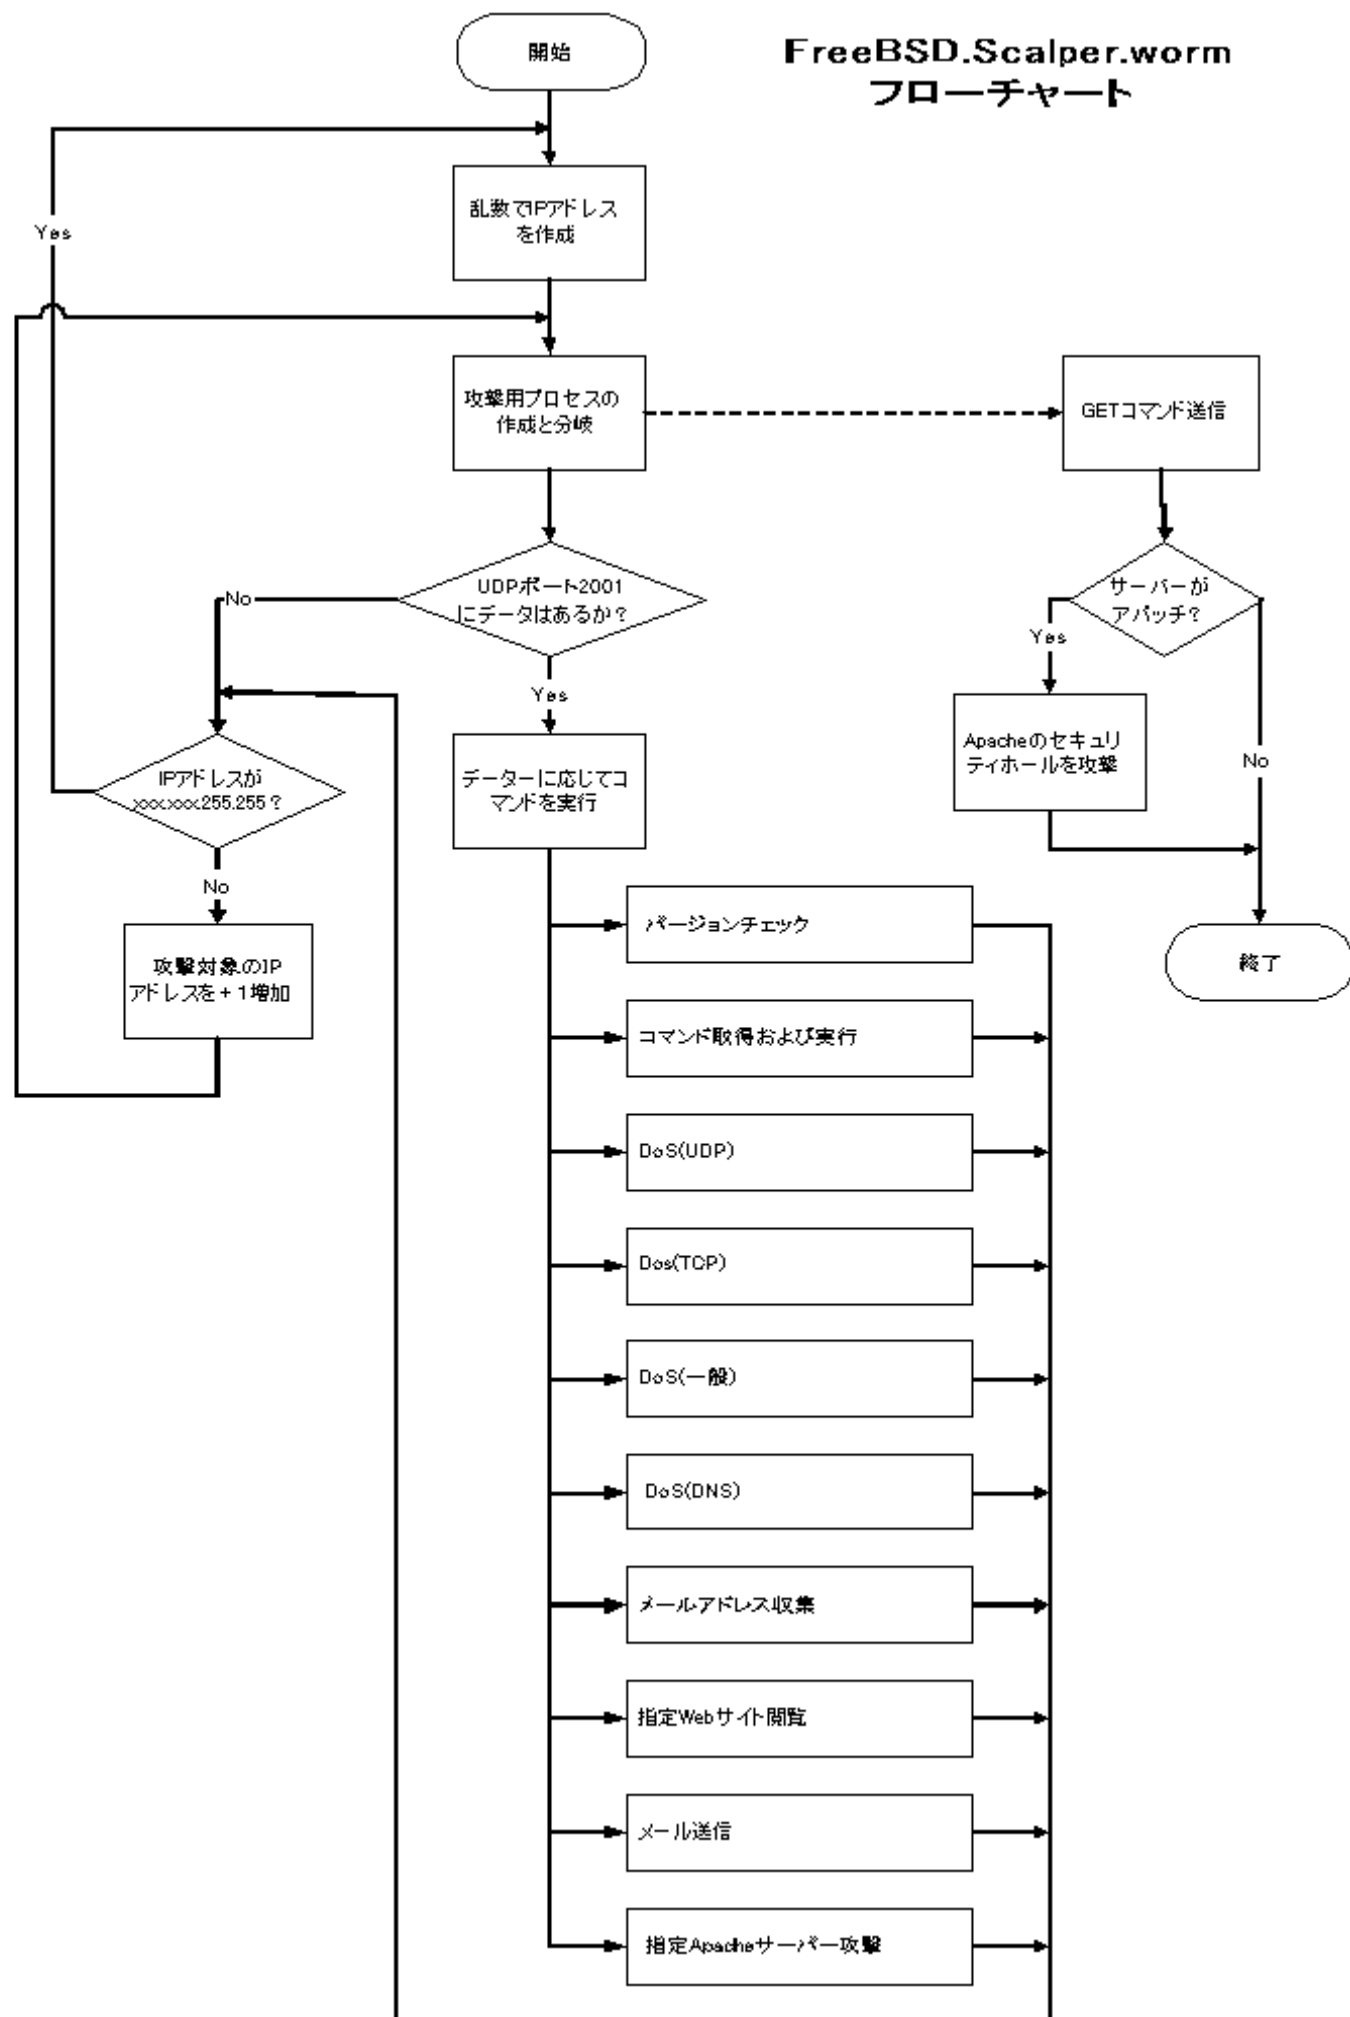 開始
FreeBSD.Scalper.worm
フローチャート
乱数でIPアドレス
を作成
Yes
攻撃用プロセスの
作成と分岐
GETコマンド送信
UDPポート2001
にデータはあるか？
No
サーバーが
アパッチ？
Yes
Yes
Apacheのセキュリ
ティホールを攻撃
No
IPアドレスが
xxx.xxx.255.255？
データーに応じてコ
マンドを実行
No
バージョンチェック
攻撃対象のIP
アドレスを＋１増加
終了
コマンド取得および実行
DoS(UDP)
Dos(TCP)
DoS(一般)
DoS(DNS)
メールアドレス収集
指定Webサイト閲覧
メール送信
指定Apacheサーバー攻撃